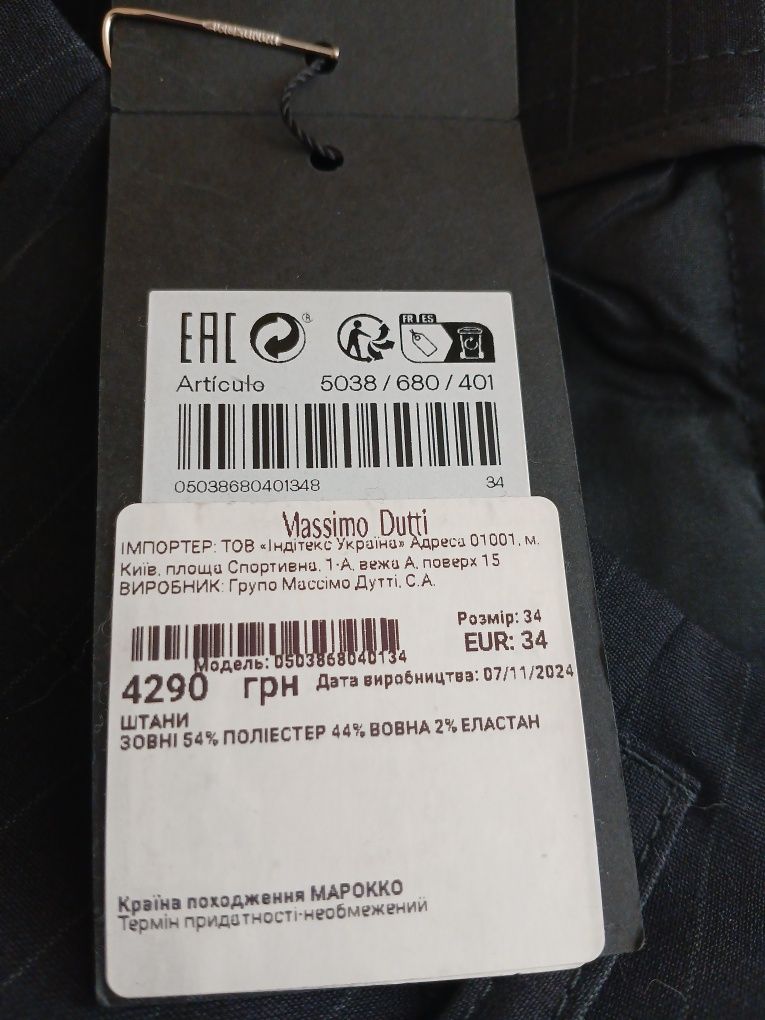 EAC
FR ES
Artículo 5038 / 680 / 401
05038680401348 34
Massimo Dutti
ІМПОРТЕР: ТОВ «Індітекс Україна» Адреса 01001, м.
Київ, площа Спортивна, 1-А, вежа А, поверх 15
ВИРОБНИК: Групо Массімо Дутті, С.А.
Розмір: 34
EUR: 34
Модель: 0503868040134
4290 грн Дата виробництва: 07/11/2024
ШТАНИ
ЗОВНІ 54% ПОЛІЕСТЕР 44% ВОВНА 2% ЕЛАСТАН
Країна походження МАРОККО
Термін придатності-необмежений